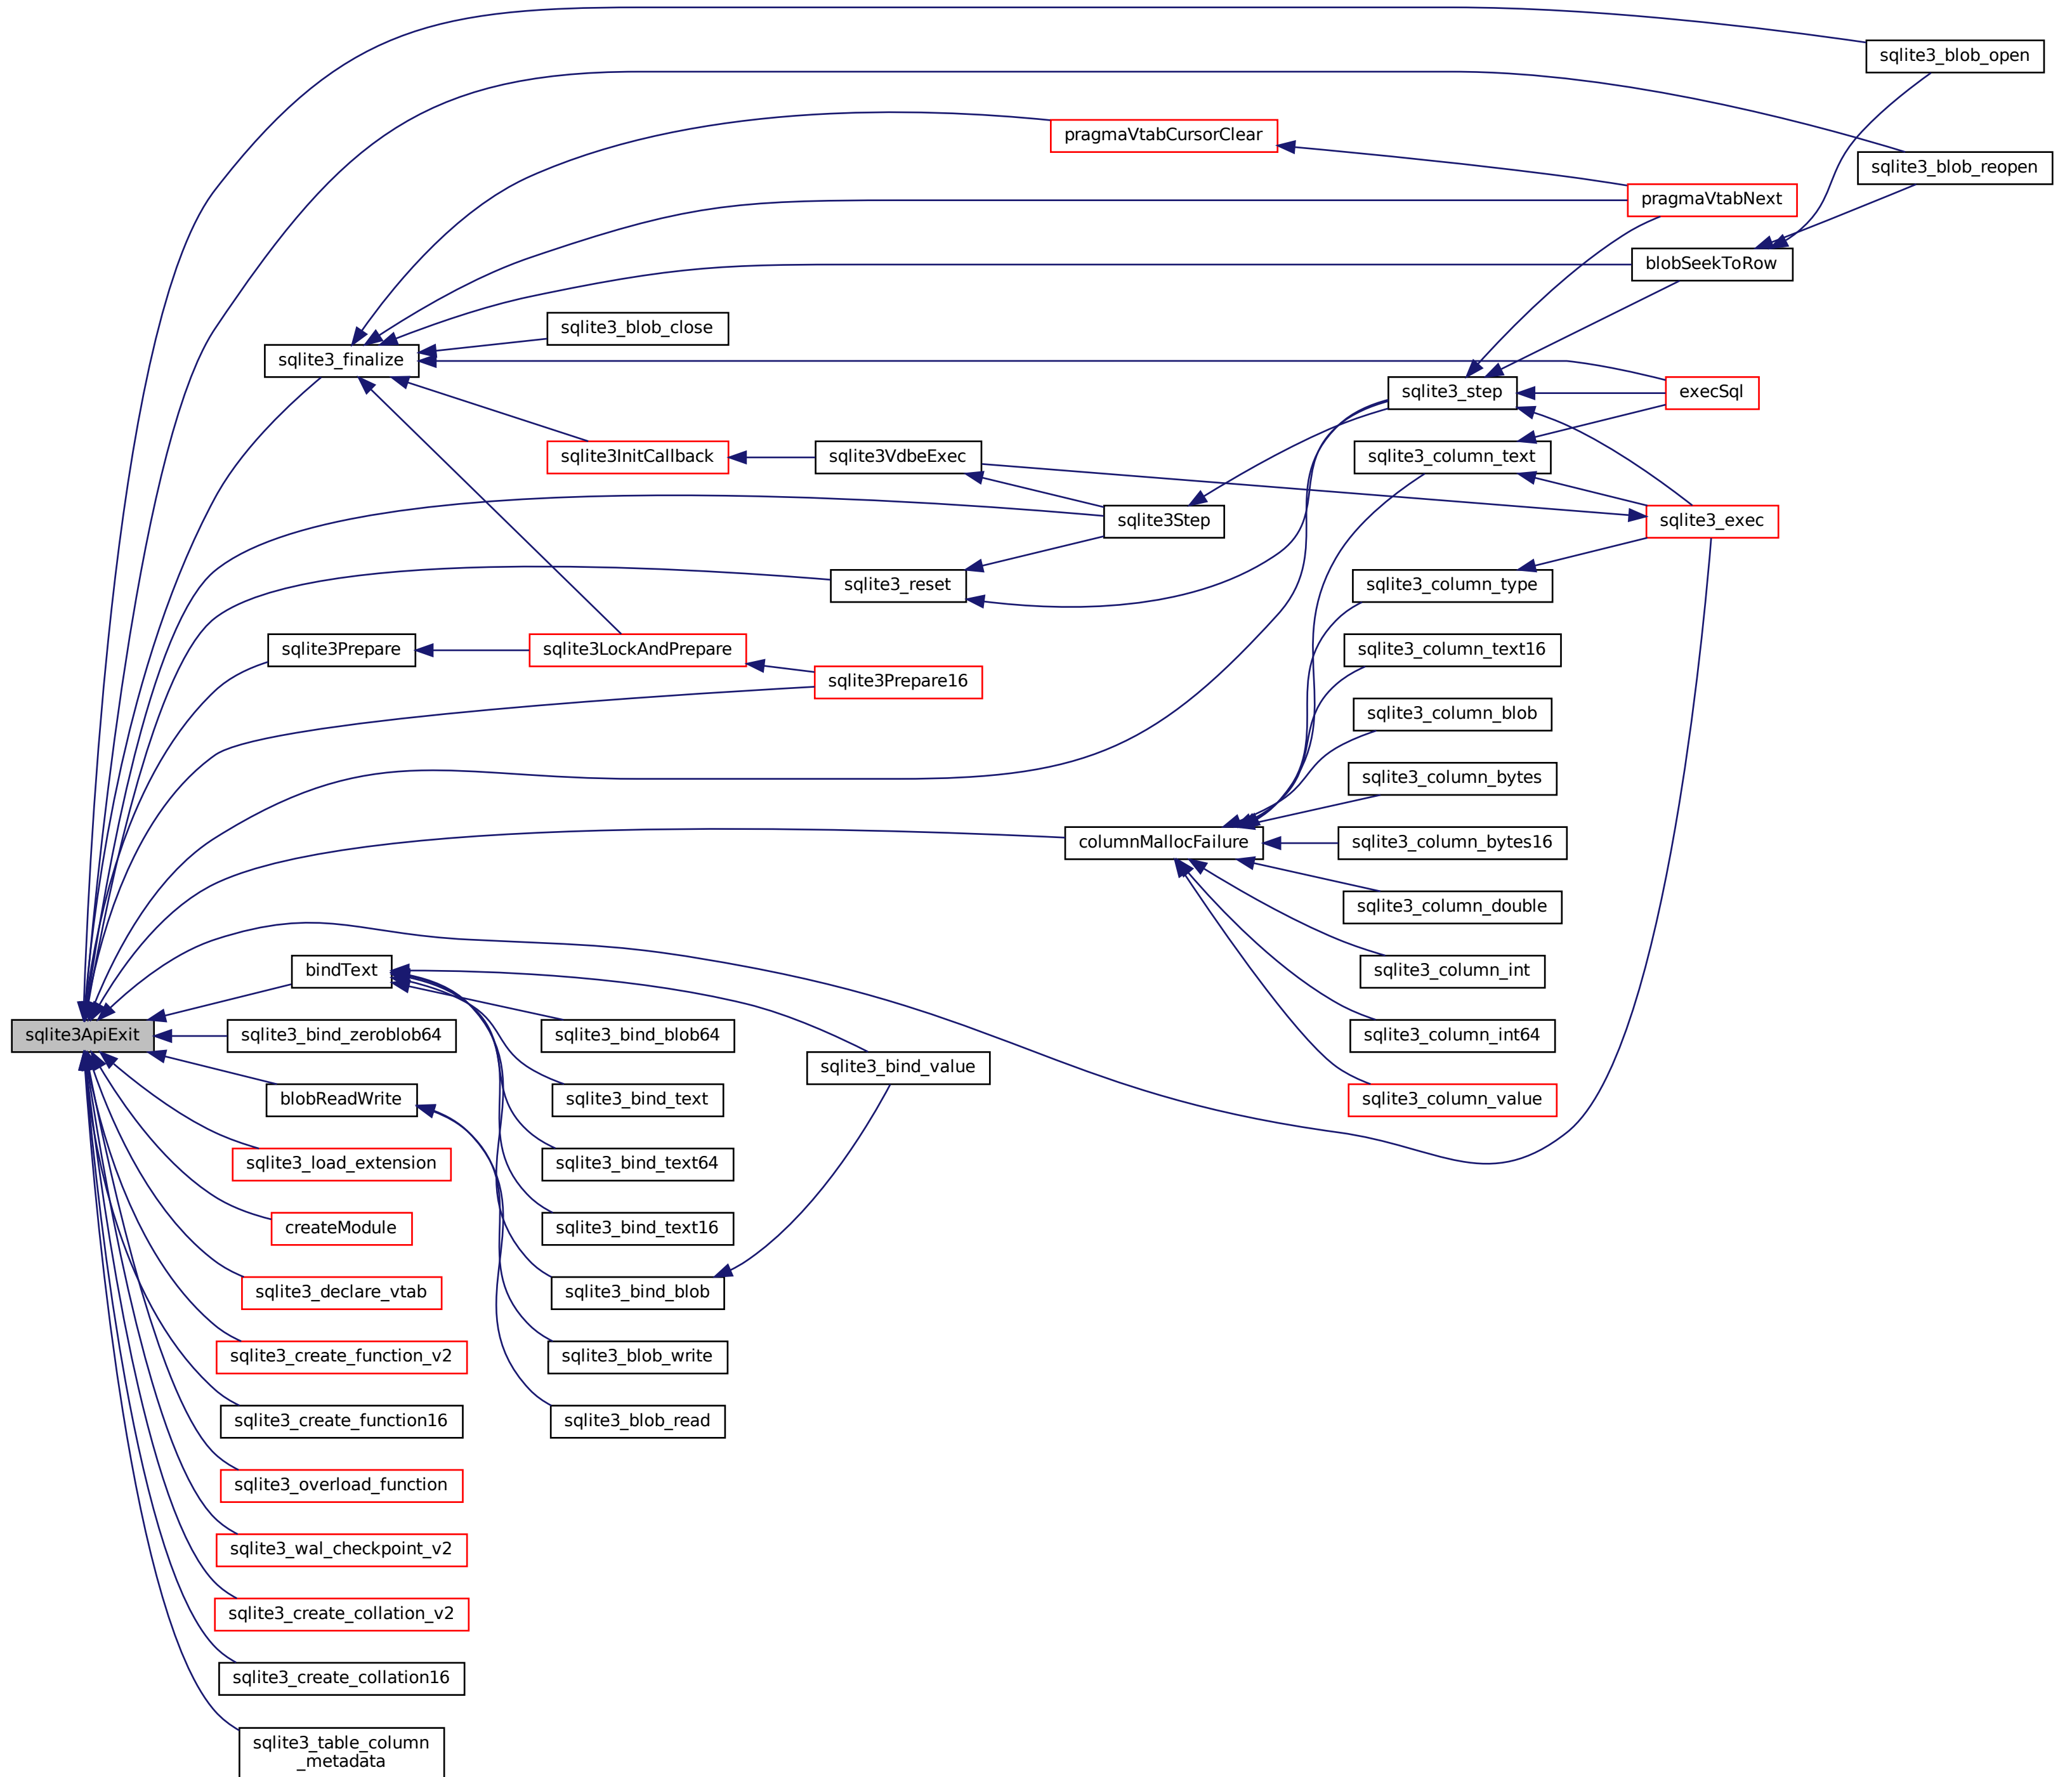 sqlite3_blob_open
pragmaVtabCursorClear
sqlite3_blob_reopen
pragmaVtabNext
blobSeekToRow
sqlite3_blob_close
sqlite3_finalize
sqlite3_step
execSql
sqlite3InitCallback
sqlite3VdbeExec
sqlite3_column_text
sqlite3Step
sqlite3_exec
sqlite3_reset
sqlite3_column_type
sqlite3Prepare
sqlite3LockAndPrepare
sqlite3_column_text16
sqlite3Prepare16
sqlite3_column_blob
sqlite3_column_bytes
columnMallocFailure
sqlite3_column_bytes16
sqlite3_column_double
bindText
sqlite3_column_int
sqlite3ApiExit
sqlite3_bind_zeroblob64
sqlite3_bind_blob64
sqlite3_column_int64
sqlite3_bind_value
blobReadWrite
sqlite3_bind_text
sqlite3_column_value
sqlite3_load_extension
sqlite3_bind_text64
createModule
sqlite3_bind_text16
sqlite3_declare_vtab
sqlite3_bind_blob
sqlite3_create_function_v2
sqlite3_blob_write
sqlite3_create_function16
sqlite3_blob_read
sqlite3_overload_function
sqlite3_wal_checkpoint_v2
sqlite3_create_collation_v2
sqlite3_create_collation16
sqlite3_table_column
_metadata